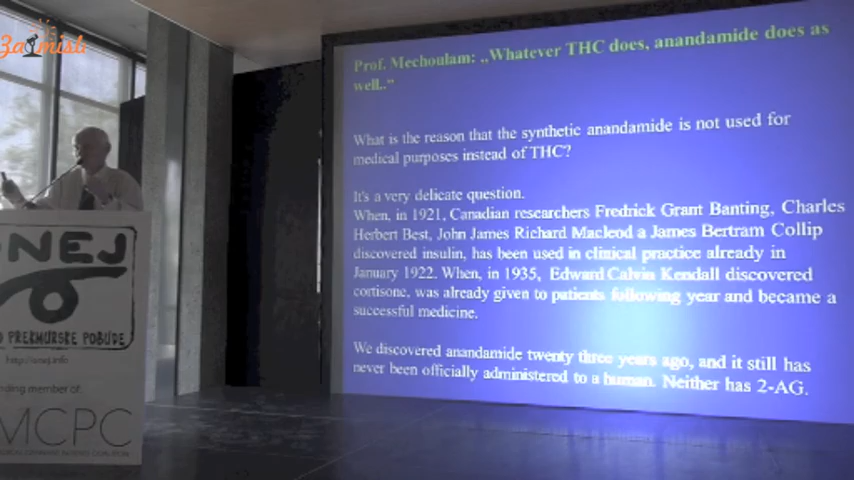 Zamisli
Prof. Mechoulam: „Whatever THC does, anandamide does as
well.."
What is the reason that the synthetic anandamide is not used for
medical purposes instead of THC?
It's a very delicate question.
When, in 1921, Canadian researchers Fredrick Grant Banting, Charles
Herbert Best, John James Richard Macleod a James Bertram Collip
discovered insulin, has been used in clinical practice already in
January 1922. When, in 1935, Edward Calvin Kendall discovered
cortisone, was already given to patients following year and became a
successful medicine.
We discovered anandamide twenty three years ago, and it still has
never been officially administered to a human. Neither has 2-AG.
ONEJ
PREKMURSKE POBUDE
http://onej.info
nding member of:
MCPC